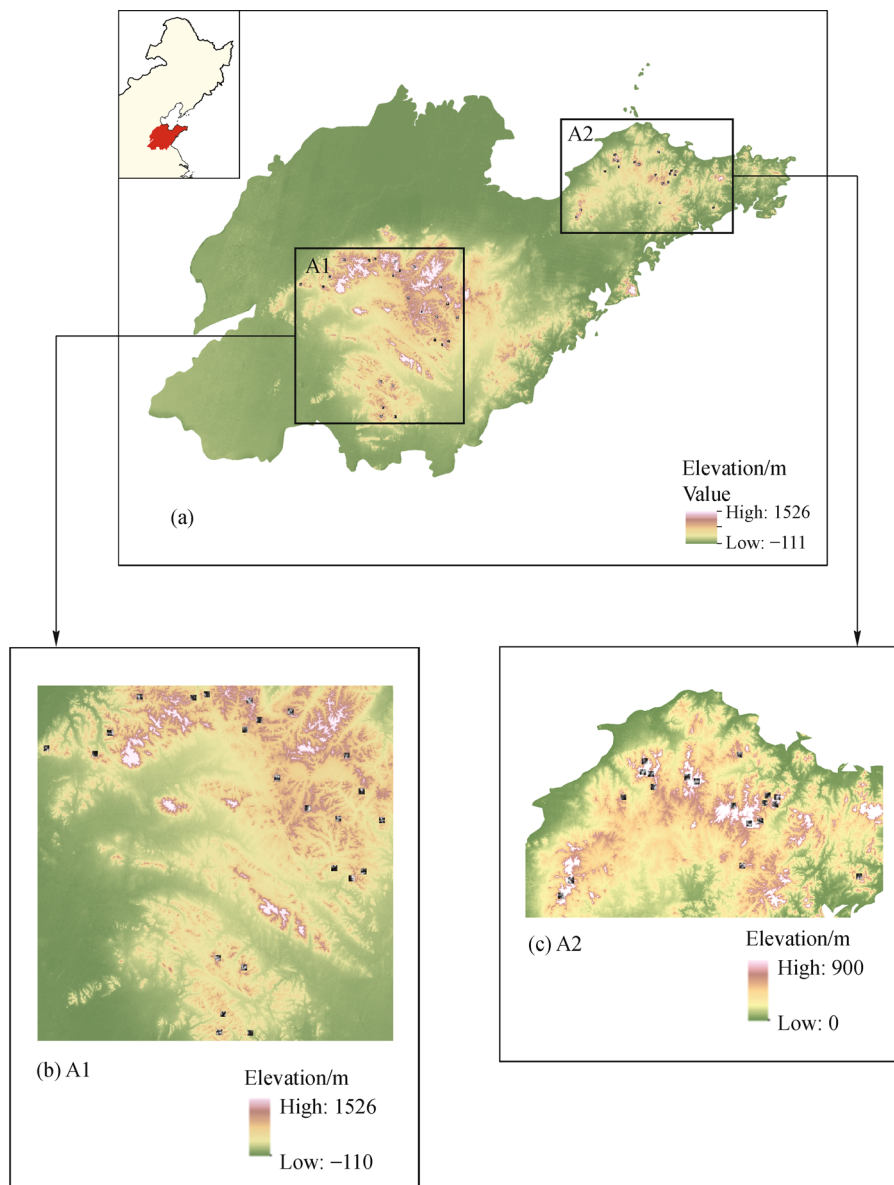 A2
A1
Elevation/m
Value
High: 1526
Low: −111
(a)
(b) A1
Elevation/m
High: 1526
Low: −110
(c) A2
Elevation/m
High: 900
Low: 0